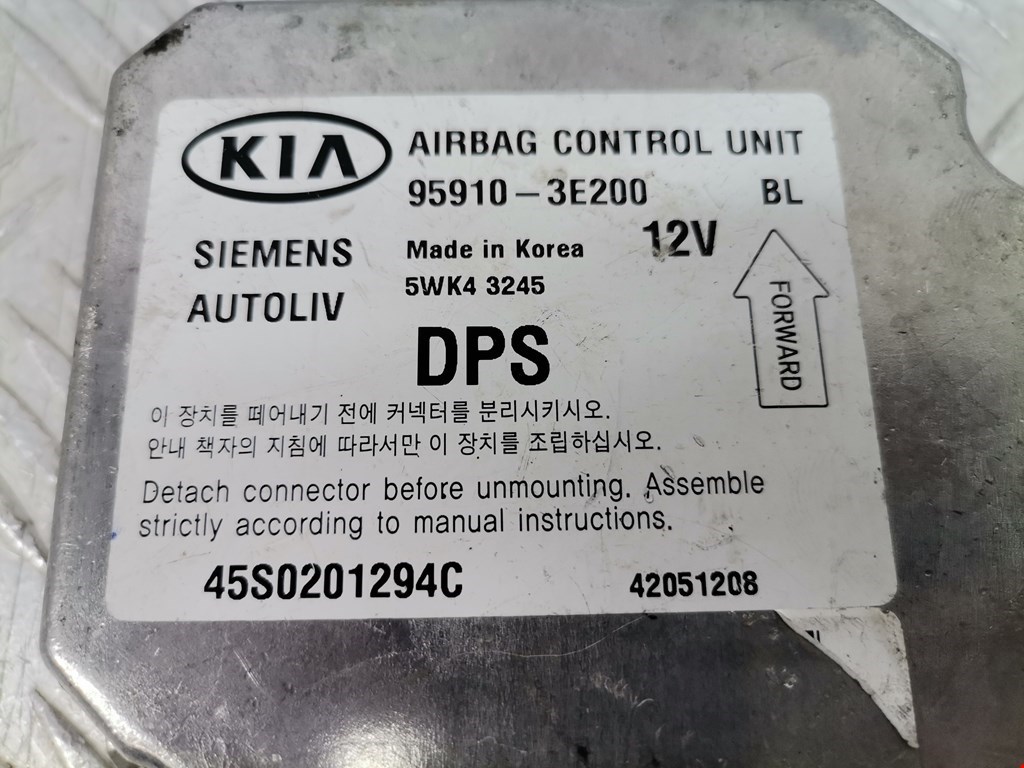 KIA AIRBAG CONTROL UNIT
95910-3E200 BL
SIEMENS Made in Korea 12V
AUTOLIV 5WK4 3245
FORWARD
DPS
이 장치를 떼어내기 전에 커넥터를 분리시키시오.
안내 책자의 지침에 따라서만 이 장치를 조립하십시오.
Detach connector before unmounting. Assemble
strictly according to manual instructions.
45S0201294C 42051208